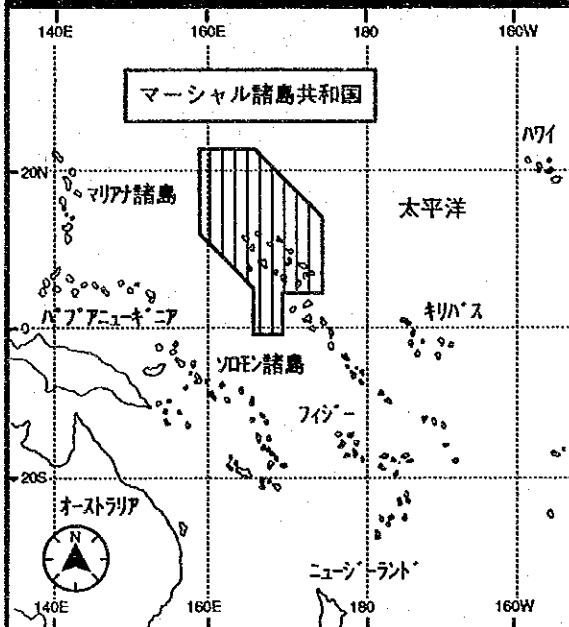 140E 160E 180 160W
マーシャル諸島共和国
ハワイ
20N
マリアナ諸島
太平洋
パプアニューギニア
キリバス
0
ソロモン諸島
フィジー
20S
オーストラリア
N
ニュージーランド
140E 160E 180 160W